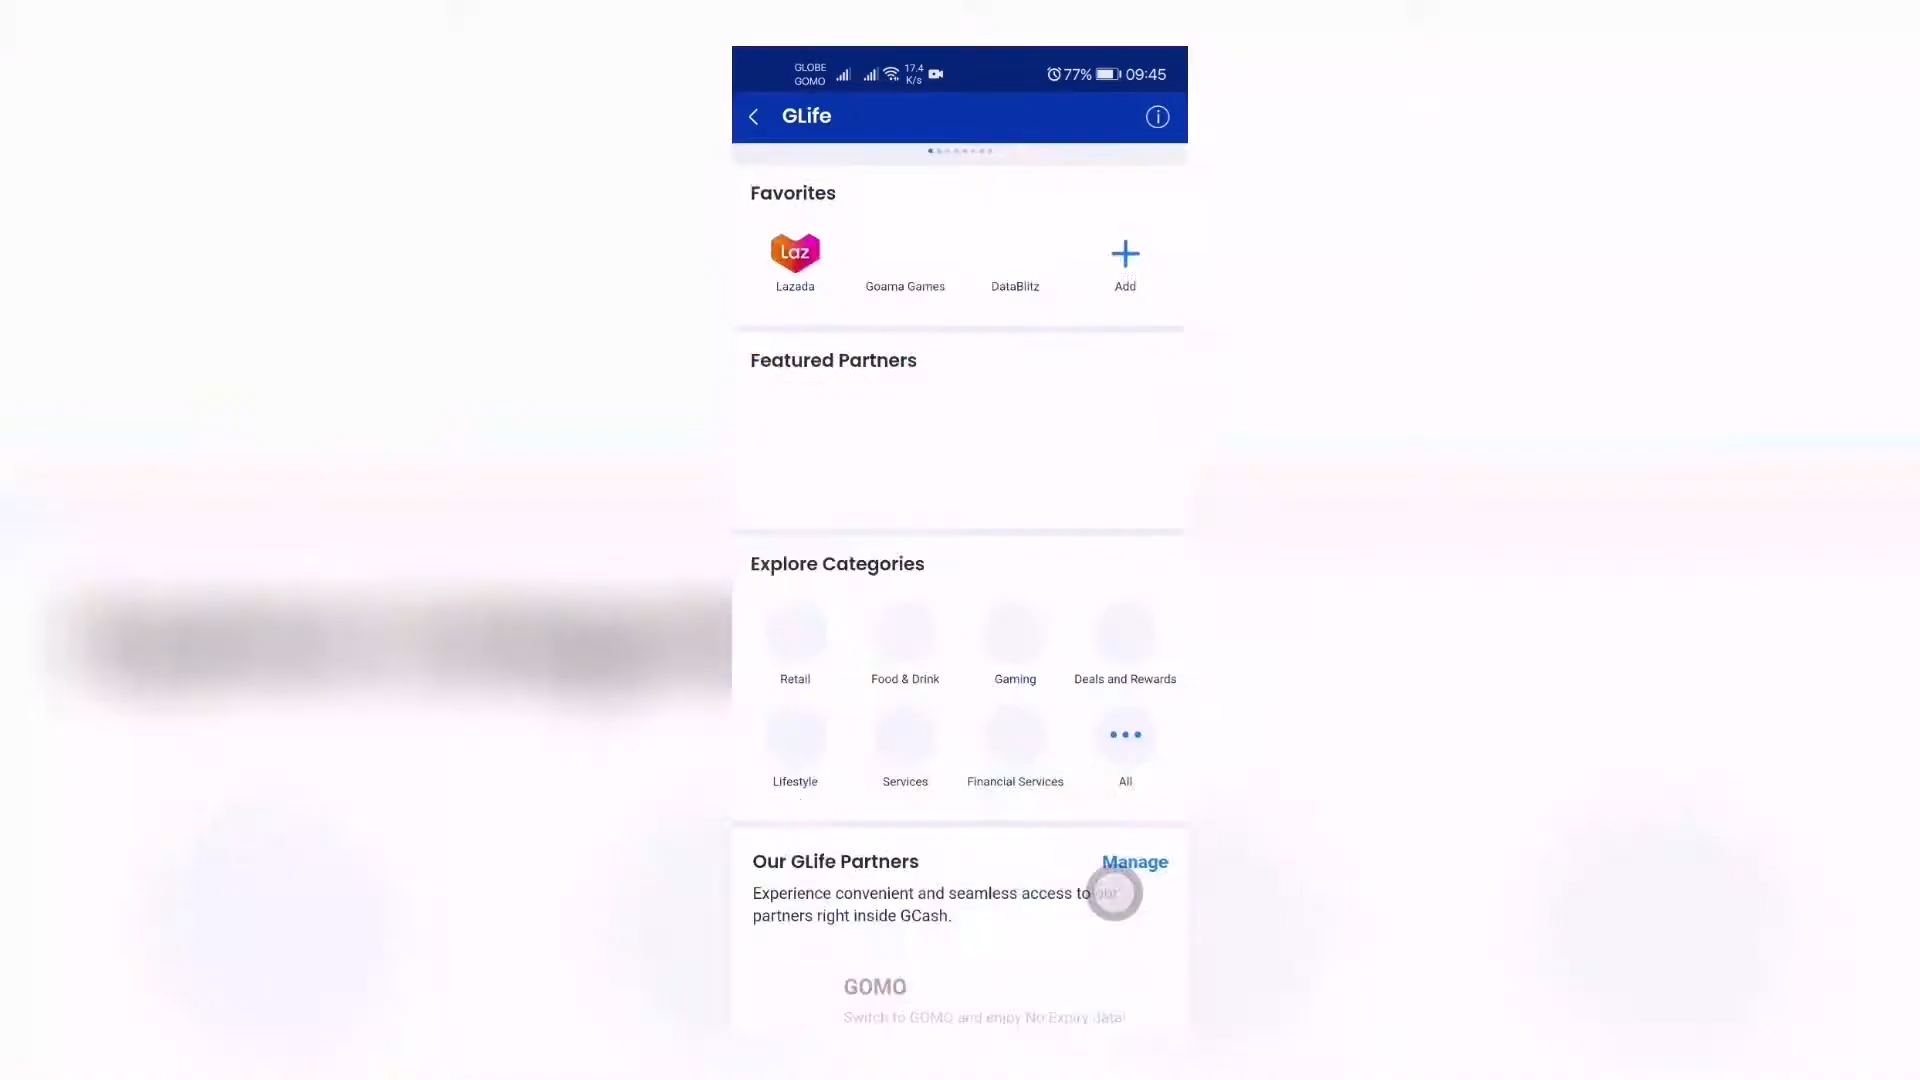 GLOBE
GOMO
17.4
K/s
77%
09:45
GLife
Favorites
Laz
Lazada
Goama Games
DataBlitz
Add
Featured Partners
Explore Categories
Retail
Food & Drink
Gaming
Deals and Rewards
Lifestyle
Services
Financial Services
All
Our GLife Partners
Manage
Experience convenient and seamless access to our
partners right inside GCash.
GOMO
Switch to GOMO and enjoy No Expiry data!